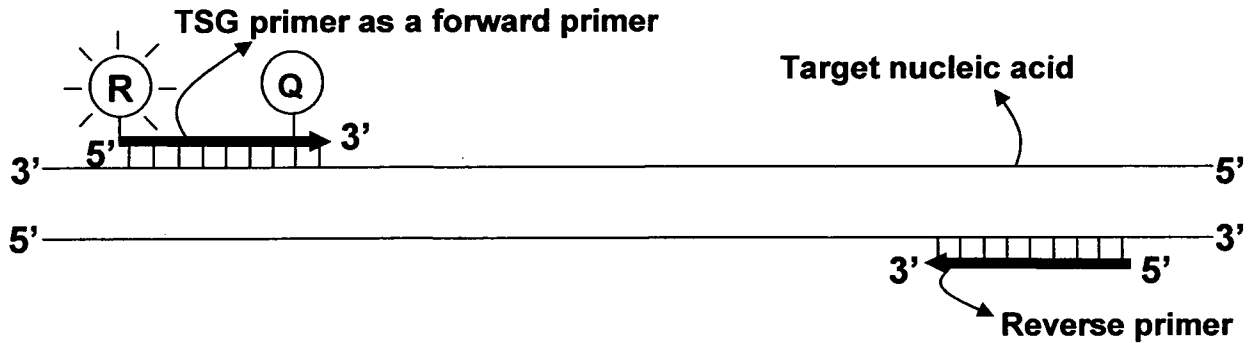 TSG primer as a forward primer
R
Q
Target nucleic acid
5’
3’
3’
5’
5’
3’
3’
5’
Reverse primer